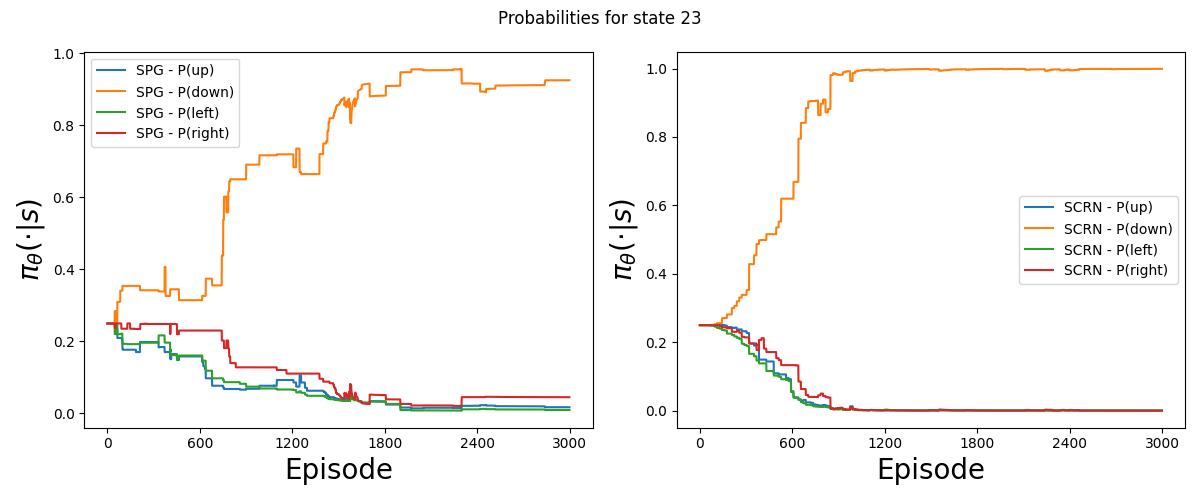 Probabilities for state 23
SPG - P(up)
SPG - P(down)
SPG - P(left)
SPG - P(right)
1.0
0.8
0.6
0.4
0.2
0.0
πθ(·|s)
0 600 1200 1800 2400 3000
Episode
SCRN - P(up)
SCRN - P(down)
SCRN - P(left)
SCRN - P(right)
1.0
0.8
0.6
0.4
0.2
0.0
πθ(·|s)
0 600 1200 1800 2400 3000
Episode